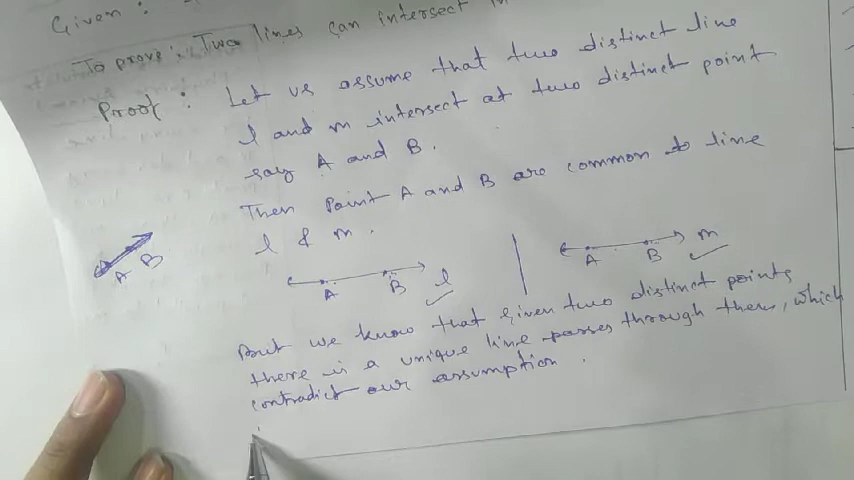 Given :
To prove : Two lines can intersect in
Proof : Let us assume that two distinct line
l and m intersect at two distinct point
say A and B.
Then Point A and B are common to line
l & m .
A B
A B l
A B m
But we know that given two distinct points
there is a unique line passes through them, which
contradict our assumption .